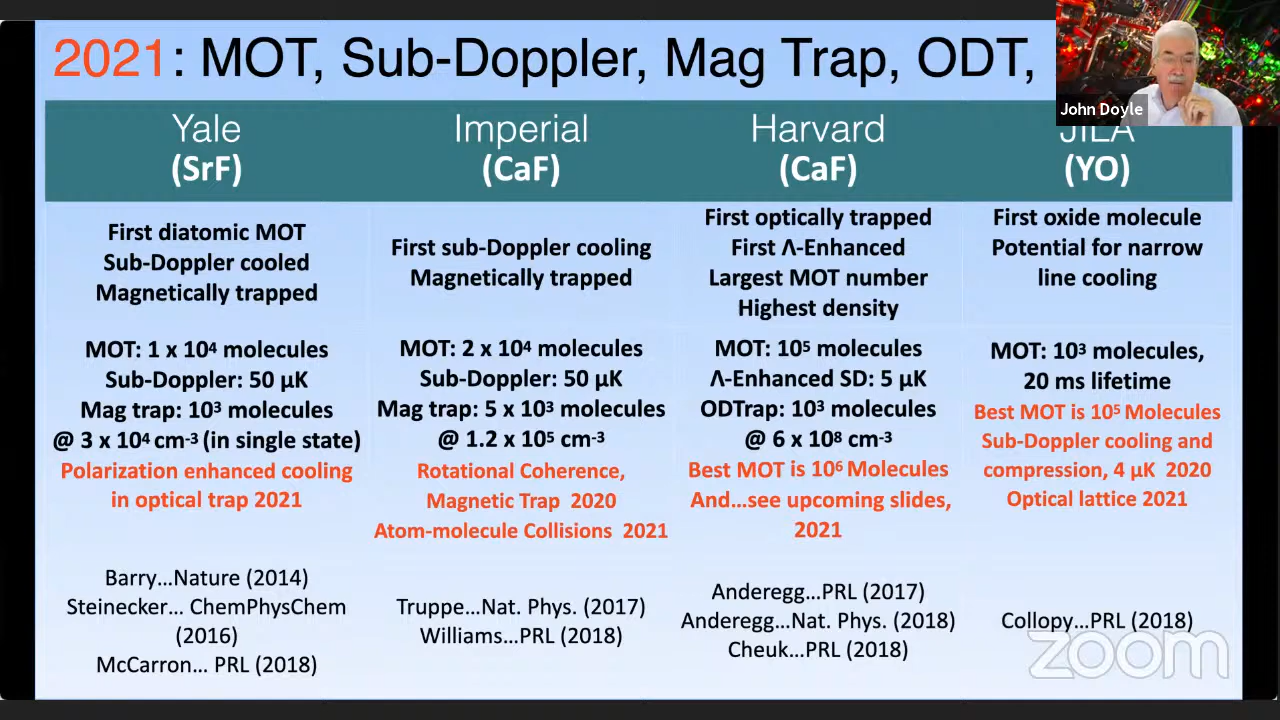 2021: MOT, Sub-Doppler, Mag Trap, ODT,
John Doyle
Yale
(SrF)
Imperial
(CaF)
Harvard
(CaF)
JILA
(YO)
First diatomic MOT
Sub-Doppler cooled
Magnetically trapped
First sub-Doppler cooling
Magnetically trapped
First optically trapped
First Λ-Enhanced
Largest MOT number
Highest density
First oxide molecule
Potential for narrow
line cooling
MOT: 1 x 10⁴ molecules
Sub-Doppler: 50 µK
Mag trap: 10³ molecules
@ 3 x 10⁴ cm⁻³ (in single state)
Polarization enhanced cooling
in optical trap 2021
MOT: 2 x 10⁴ molecules
Sub-Doppler: 50 µK
Mag trap: 5 x 10³ molecules
@ 1.2 x 10⁵ cm⁻³
Rotational Coherence,
Magnetic Trap 2020
Atom-molecule Collisions 2021
MOT: 10⁵ molecules
Λ-Enhanced SD: 5 µK
ODTrap: 10³ molecules
@ 6 x 10⁸ cm⁻³
Best MOT is 10⁶ Molecules
And…see upcoming slides,
2021
MOT: 10³ molecules,
20 ms lifetime
Best MOT is 10⁵ Molecules
Sub-Doppler cooling and
compression, 4 µK 2020
Optical lattice 2021
Barry…Nature (2014)
Steinecker… ChemPhysChem
(2016)
McCarron… PRL (2018)
Truppe…Nat. Phys. (2017)
Williams…PRL (2018)
Anderegg…PRL (2017)
Anderegg…Nat. Phys. (2018)
Cheuk…PRL (2018)
Collopy…PRL (2018)
zoom